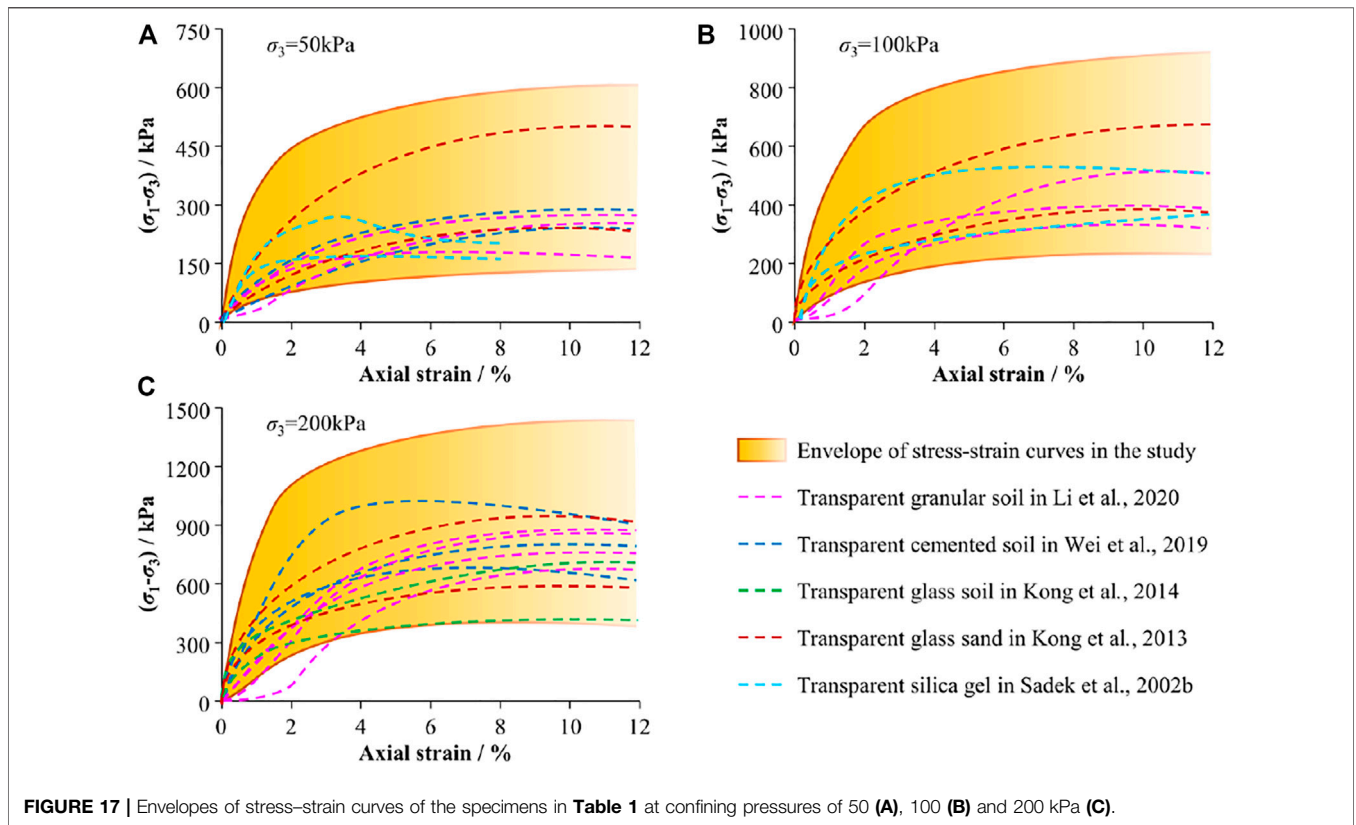 A
σ3=50kPa
750
600
450
300
150
0
(σ1-σ3) / kPa
0 2 4 6 8 10 12
Axial strain / %
B
σ3=100kPa
1000
800
600
400
200
0
(σ1-σ3) / kPa
0 2 4 6 8 10 12
Axial strain / %
C
σ3=200kPa
1500
1200
900
600
300
0
(σ1-σ3) / kPa
0 2 4 6 8 10 12
Axial strain / %
Envelope of stress-strain curves in the study
Transparent granular soil in Li et al., 2020
Transparent cemented soil in Wei et al., 2019
Transparent glass soil in Kong et al., 2014
Transparent glass sand in Kong et al., 2013
Transparent silica gel in Sadek et al., 2002b
FIGURE 17 | Envelopes of stress–strain curves of the specimens in Table 1 at confining pressures of 50 (A), 100 (B) and 200 kPa (C).